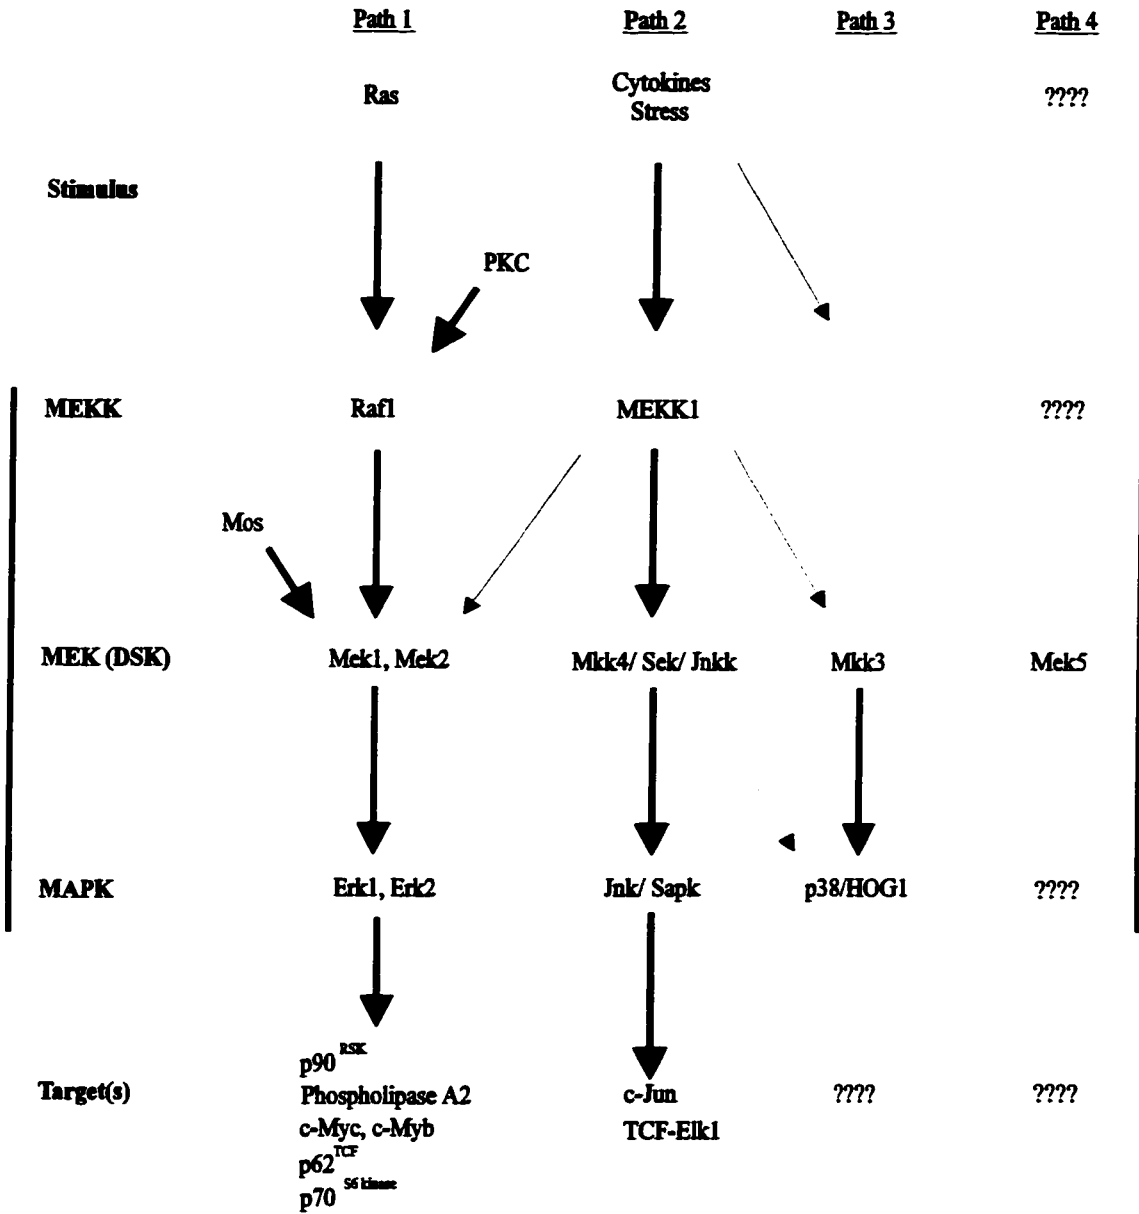 Path 1 Path 2 Path 3 Path 4
Ras Cytokines ????
Stress
Stimulus
PKC
MEKK Raf1 MEKK1 ????
Mos
MEK (DSK) Mek1, Mek2 Mkk4/ Sek/ Jnkk Mkk3 Mek5
MAPK Erk1, Erk2 Jnk/ Sapk p38/HOG1 ????
p90 RSK
Target(s) Phospholipase A2 c-Jun ???? ????
c-Myc, c-Myb TCF-Elk1
p62 TCF
p70 S6 kinase